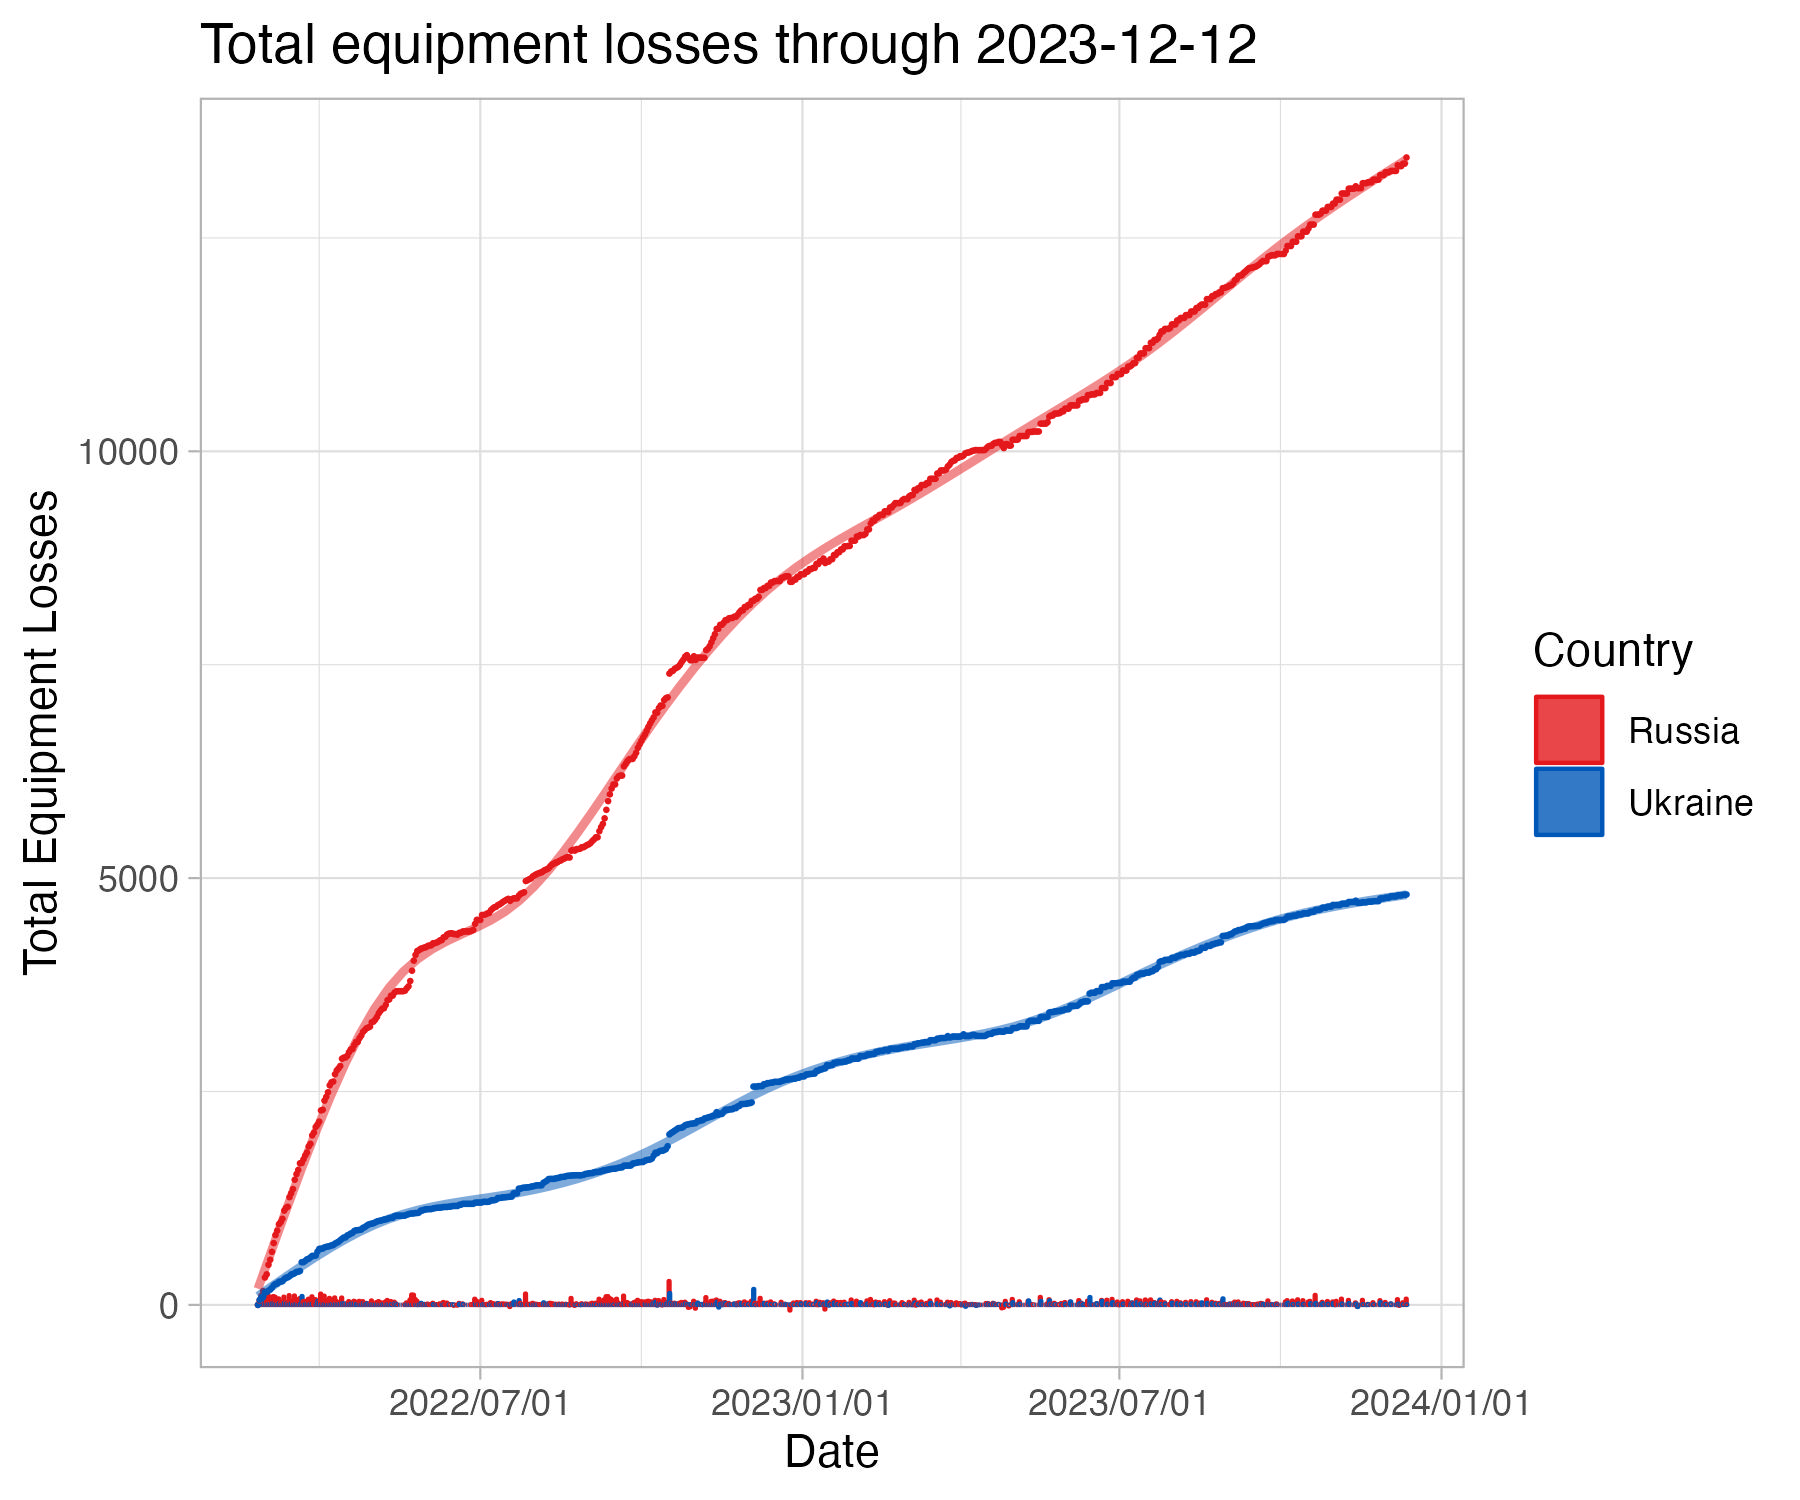 Total equipment losses through 2023-12-12
Total Equipment Losses
10000
5000
0
2022/07/01
2023/01/01
2023/07/01
2024/01/01
Date
Country
Russia
Ukraine